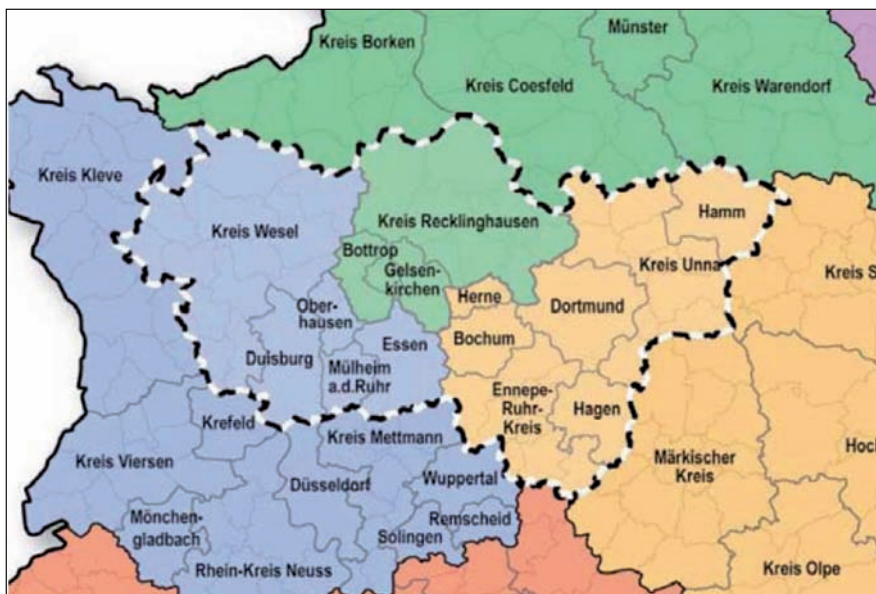 Münster
Kreis Borken
Kreis Coesfeld
Kreis Warendorf
Kreis Kleve
Hamm
Kreis Recklinghausen
Kreis Wesel
Bottrop
Gelsen-
kirchen
Kreis Unna
Kreis S
Herne
Ober-
hausen
Dortmund
Bochum
Essen
Duisburg
Mülheim
a.d.Ruhr
Ennepe-
Ruhr-
Kreis
Hagen
Krefeld
Kreis Mettmann
Hoc
Kreis Viersen
Märkischer
Kreis
Düsseldorf
Wuppertal
Mönchen-
gladbach
Remscheid
Solingen
Rhein-Kreis Neuss
Kreis Olpe